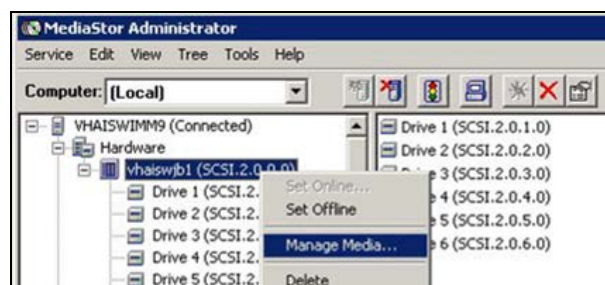 MediaStor Administrator
Service Edit View Tree Tools Help
Computer: (Local)
VHAISWIMM9 (Connected)
Hardware
vhaiswjb1 (SCSI.2.0.0.0)
Drive 1 (SCSI.2.
Drive 2 (SCSI.2.
Drive 3 (SCSI.2.
Drive 4 (SCSI.2.
Drive 5 (SCSI.2.
Set Online...
Set Offline
Manage Media...
Delete
Drive 1 (SCSI.2.0.1.0)
Drive 2 (SCSI.2.0.2.0)
3 (SCSI.2.0.3.0)
e 4 (SCSI.2.0.4.0)
5 (SCSI.2.0.5.0)
6 (SCSI.2.0.6.0)